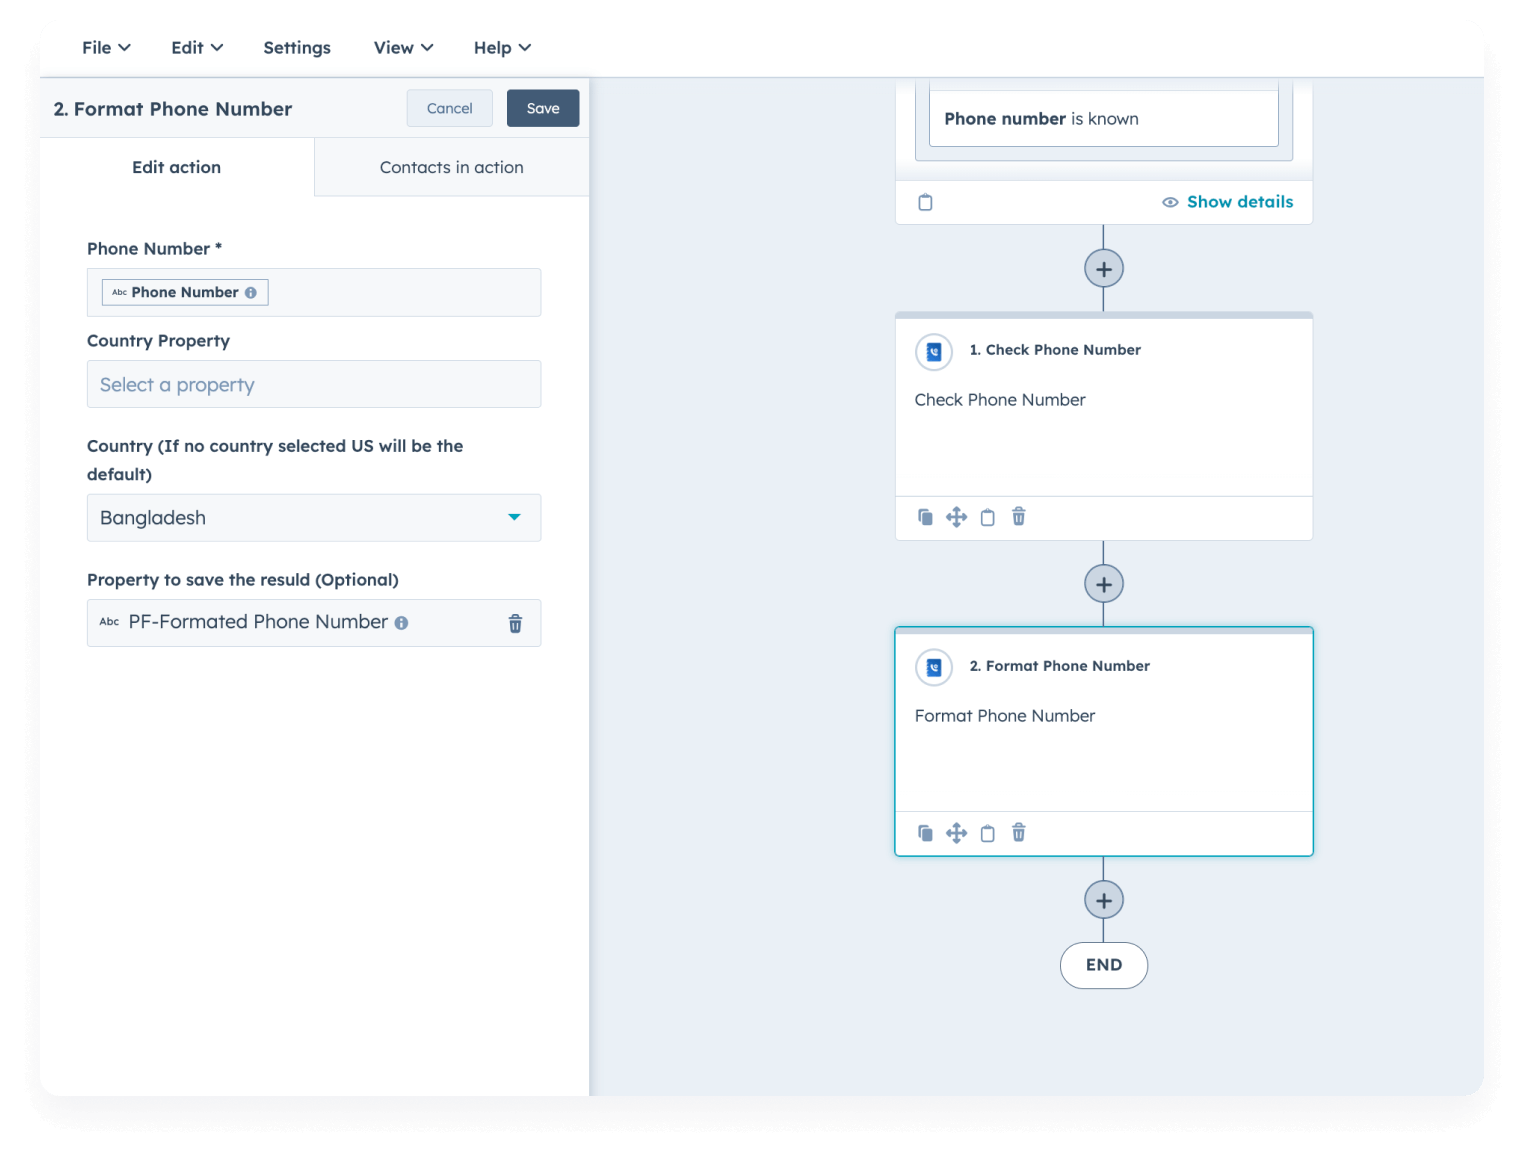 File Edit Settings View Help
2. Format Phone Number Cancel Save
Edit action Contacts in action
Phone Number *
Abc Phone Number
Country Property
Select a property
Country (If no country selected US will be the
default)
Bangladesh
Property to save the resuld (Optional)
Abc PF-Formated Phone Number
Phone number is known
Show details
1. Check Phone Number
Check Phone Number
2. Format Phone Number
Format Phone Number
END